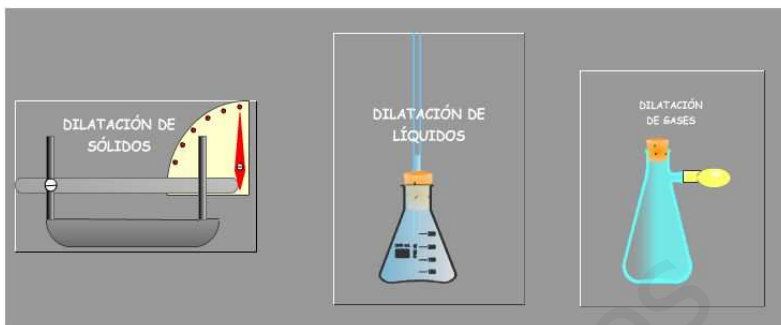 DILATACIÓN DE
SÓLIDOS
DILATACIÓN DE
LÍQUIDOS
DILATACIÓN
DE GASES